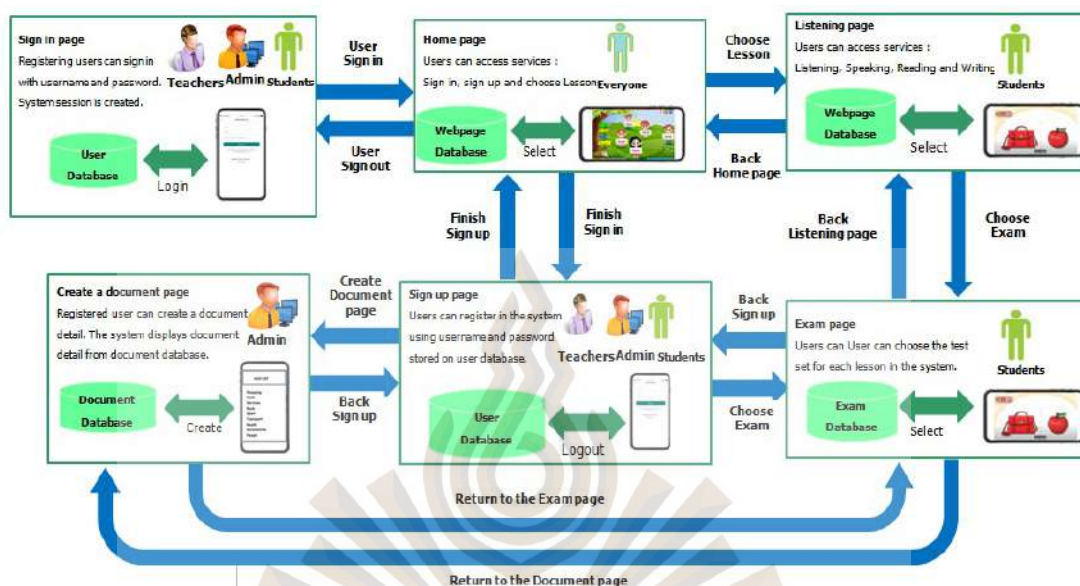 Sign in page
Registering users can sign in
with username and password.
System session is created.
Teachers Admin Students
User
Database
Login
User
Sign in
User
Sign out
Home page
Users can access services :
Sign in, sign up and choose Lesson
Everyone
Webpage
Database
Select
Choose
Lesson
Back
Home page
Listening page
Users can access services :
Listening, Speaking, Reading and Writing
Students
Webpage
Database
Select
Finish
Sign up
Finish
Sign in
Back
Listening page
Choose
Exam
Create a document page
Registered user can create a document
detail. The system displays document
detail from document database.
Admin
Document
Database
Create
Create
Document
page
Back
Sign up
Sign up page
Users can register in the system
using username and password
stored on user database.
Teachers Admin Students
User
Database
Logout
Back
Sign up
Choose
Exam
Exam page
Users can User can choose the test
set for each lesson in the system.
Students
Exam
Database
Select
Return to the Exam page
Return to the Document page